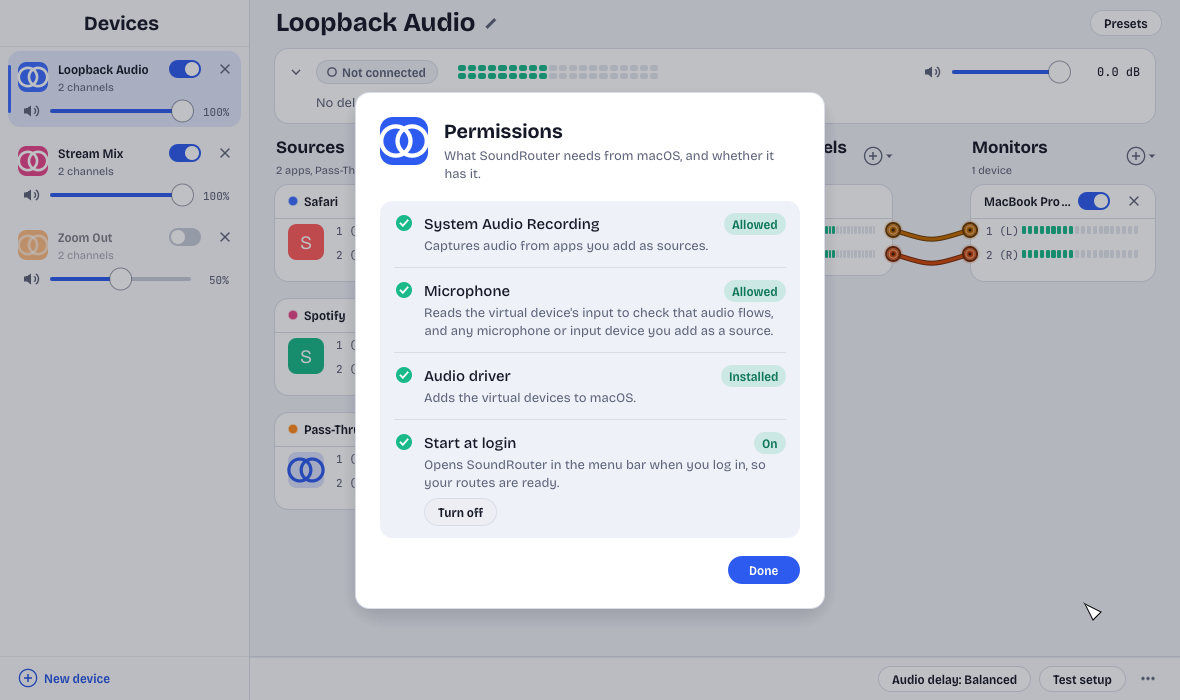 Devices
Loopback Audio
2 channels
100%
Stream Mix
2 channels
100%
Zoom Out
2 channels
50%
New device
Loopback Audio
Presets
Not connected
0.0 dB
No del
Sources
2 apps, Pass-Th
Safari
S
1 (
2 (
Spotify
S
1 (
2 (
Pass-Thru
1 (
2 (
els
Monitors
1 device
MacBook Pro...
1 (L)
2 (R)
Permissions
What SoundRouter needs from macOS, and whether it
has it.
System Audio Recording
Allowed
Captures audio from apps you add as sources.
Microphone
Allowed
Reads the virtual device's input to check that audio flows,
and any microphone or input device you add as a source.
Audio driver
Installed
Adds the virtual devices to macOS.
Start at login
On
Opens SoundRouter in the menu bar when you log in, so
your routes are ready.
Turn off
Done
Audio delay: Balanced
Test setup